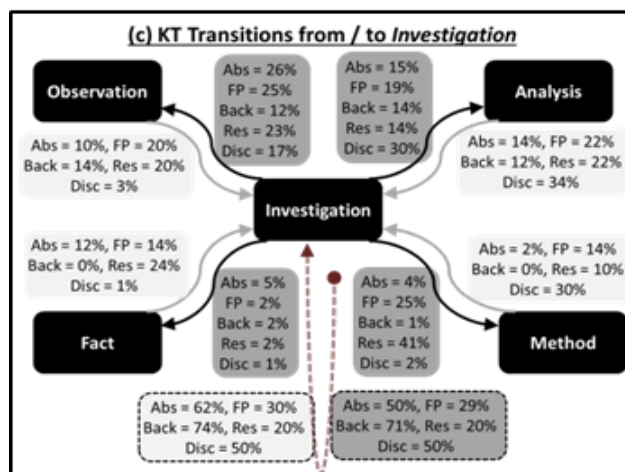 (c) KT Transitions from / to Investigation
Observation
Abs = 26%
FP = 25%
Back = 12%
Res = 23%
Disc = 17%
Abs = 15%
FP = 19%
Back = 14%
Res = 14%
Disc = 30%
Analysis
Abs = 10%, FP = 20%
Back = 14%, Res = 20%
Disc = 3%
Abs = 14%, FP = 22%
Back = 12%, Res = 22%
Disc = 34%
Investigation
Abs = 12%, FP = 14%
Back = 0%, Res = 24%
Disc = 1%
Abs = 2%, FP = 14%
Back = 0%, Res = 10%
Disc = 30%
Fact
Abs = 5%
FP = 2%
Back = 2%
Res = 2%
Disc = 1%
Abs = 4%
FP = 25%
Back = 1%
Res = 41%
Disc = 2%
Method
Abs = 62%, FP = 30%
Back = 74%, Res = 20%
Disc = 50%
Abs = 50%, FP = 29%
Back = 71%, Res = 20%
Disc = 50%